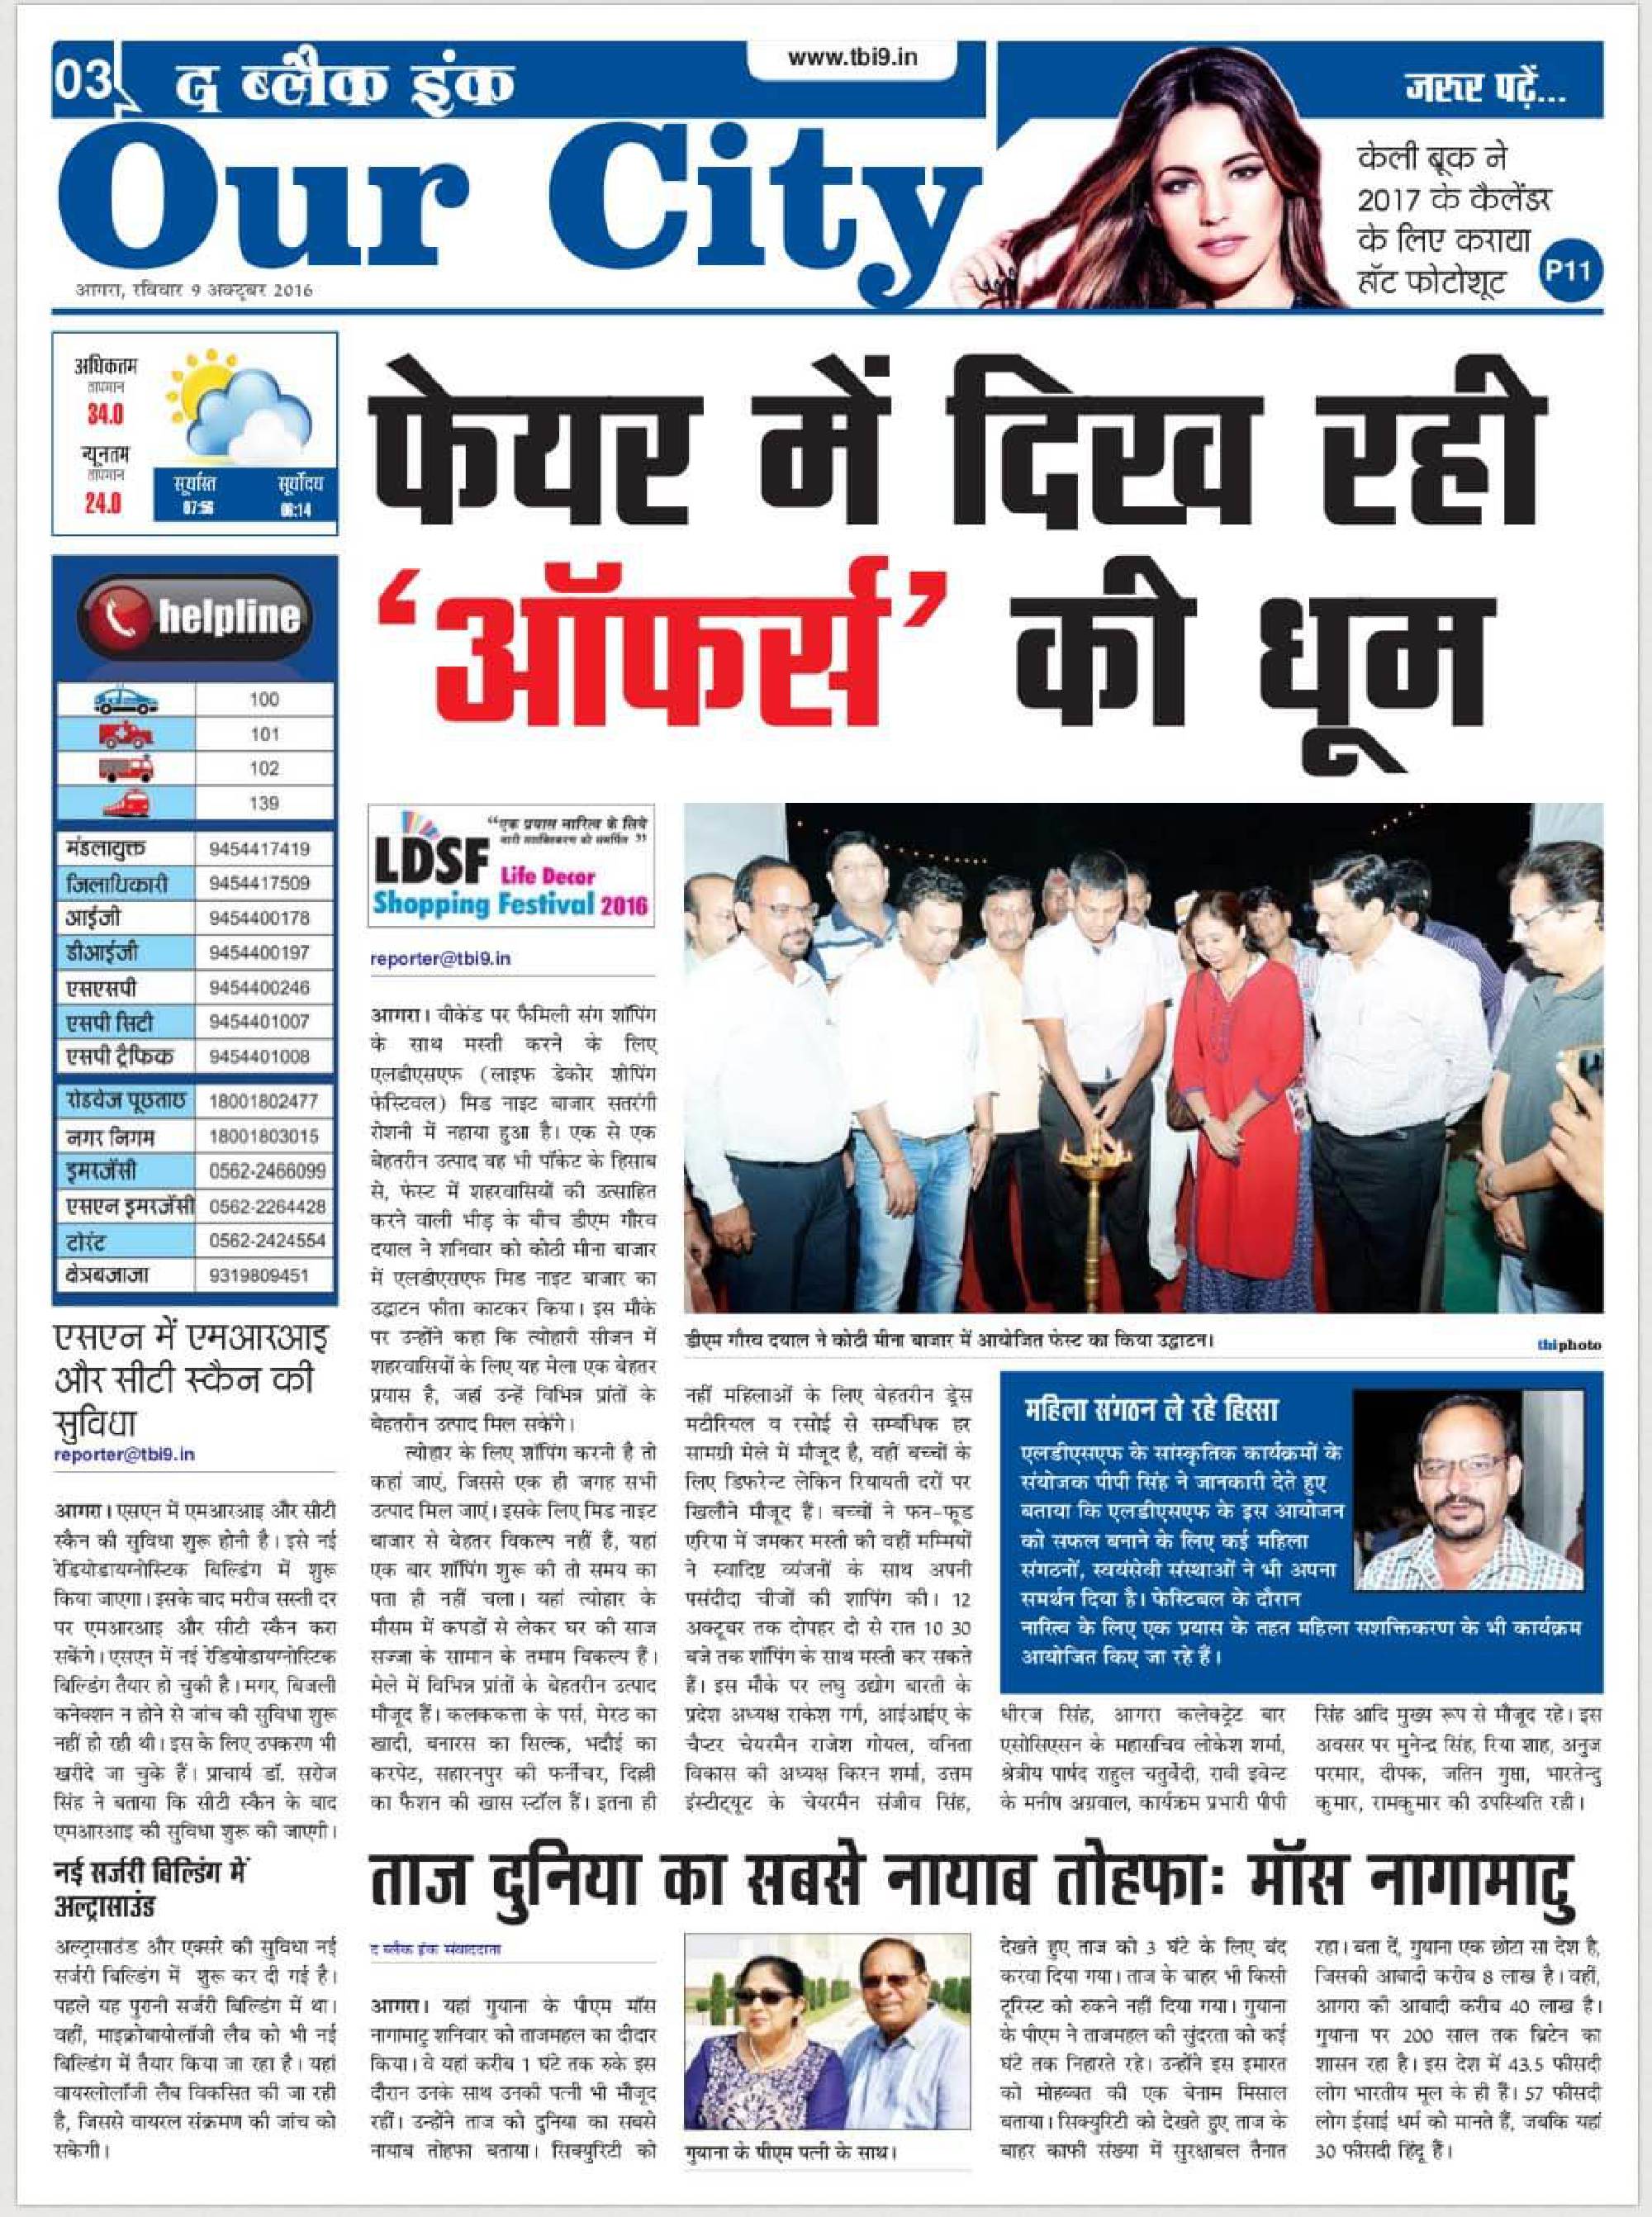 03
द ब्लैक इंक
www.tbi9.in
जरूर पढ़ें...
Our City
केली ब्रूक ने
2017 के कैलेंडर
के लिए कराया
हॉट फोटोशूट
P11
आगरा, रविवार 9 अक्टूबर 2016
अधिकतम
तापमान
34.0
न्यूनतम
तापमान
24.0
सूर्यास्त
07:56
सूर्योदय
06:14
helpline
100
101
102
139
मंडलायुक्त 9454417419
जिलाधिकारी 9454417509
आईजी 9454400178
डीआईजी 9454400197
एसएसपी 9454400246
एसपी सिटी 9454401007
एसपी ट्रैफिक 9454401008
रोडवेज पूछताछ 18001802477
नगर निगम 18001803015
इमरजेंसी 0562-2466099
एसएन इमरजेंसी 0562-2264428
टोरंट 0562-2424554
क्षेत्रबजाजा 9319809451
एसएन में एमआरआइ
और सीटी स्कैन की
सुविधा
reporter@tbi9.in
आगरा। एसएन में एमआरआइ और सीटी
स्कैन की सुविधा शुरू होनी है। इसे नई
रेडियोडायग्नोस्टिक बिल्डिंग में शुरू
किया जाएगा। इसके बाद मरीज सस्ती दर
पर एमआरआइ और सीटी स्कैन करा
सकेंगे। एसएन में नई रेडियोडायग्नोस्टिक
बिल्डिंग तैयार हो चुकी है। मगर, बिजली
कनेक्शन न होने से जांच की सुविधा शुरू
नहीं हो रही थी। इस के लिए उपकरण भी
खरीदे जा चुके हैं। प्राचार्य डॉ. सरोज
सिंह ने बताया कि सीटी स्कैन के बाद
एमआरआइ की सुविधा शुरू की जाएगी।
नई सर्जरी बिल्डिंग में
अल्ट्रासाउंड
अल्ट्रासाउंड और एक्सरे की सुविधा नई
सर्जरी बिल्डिंग में शुरू कर दी गई है।
पहले यह पुरानी सर्जरी बिल्डिंग में था।
वहीं, माइक्रोबायोलॉजी लैब को भी नई
बिल्डिंग में तैयार किया जा रहा है। यहां
वायरलोलॉजी लैब विकसित की जा रही
है, जिससे वायरल संक्रमण की जांच को
सकेगी।
फेयर में दिख रही
‘ऑफर्स’ की धूम
LDSF
“एक प्रयास नारित्व के लिये
नारी सशक्तिकरण को समर्पित ”
Life Decor
Shopping Festival 2016
reporter@tbi9.in
आगरा। वीकेंड पर फैमिली संग शॉपिंग
के साथ मस्ती करने के लिए
एलडीएसएफ (लाइफ डेकोर शीपिंग
फेस्टिवल) मिड नाइट बाजार सतरंगी
रोशनी में नहाया हुआ है। एक से एक
बेहतरीन उत्पाद वह भी पॉकेट के हिसाब
से, फेस्ट में शहरवासियों की उत्साहित
करने वाली भीड़ के बीच डीएम गौरव
दयाल ने शनिवार को कोठी मीना बाजार
में एलडीएसएफ मिड नाइट बाजार का
उद्घाटन फीता काटकर किया। इस मौके
पर उन्होंने कहा कि त्योहारी सीजन में
शहरवासियों के लिए यह मेला एक बेहतर
प्रयास है, जहां उन्हें विभिन्न प्रांतों के
बेहतरीन उत्पाद मिल सकेंगे।
त्योहार के लिए शॉपिंग करनी है तो
कहां जाएं, जिससे एक ही जगह सभी
उत्पाद मिल जाएं। इसके लिए मिड नाइट
बाजार से बेहतर विकल्प नहीं हैं, यहां
एक बार शॉपिंग शुरू की तो समय का
पता ही नहीं चला। यहां त्योहार के
मौसम में कपडों से लेकर घर की साज
सज्जा के सामान के तमाम विकल्प हैं।
मेले में विभिन्न प्रांतों के बेहतरीन उत्पाद
मौजूद हैं। कलककत्ता के पर्स, मेरठ का
खादी, बनारस का सिल्क, भदौई का
करपेट, सहारनपुर की फर्नीचर, दिल्ली
का फैशन की खास स्टॉल हैं। इतना ही
डीएम गौरव दयाल ने कोठी मीना बाजार में आयोजित फेस्ट का किया उद्घाटन।
tbiphoto
नहीं महिलाओं के लिए बेहतरीन ड्रेस
मटीरियल व रसोई से सम्बंधिक हर
सामग्री मेले में मौजूद है, वहीं बच्चों के
लिए डिफरेन्ट लेकिन रियायती दरों पर
खिलौने मौजूद हैं। बच्चों ने फन-फूड
एरिया में जमकर मस्ती की वहीं मम्मियों
ने स्वादिष्ट व्यंजनों के साथ अपनी
पसंदीदा चीजों की शापिंग की। 12
अक्टूबर तक दोपहर दो से रात 10 30
बजे तक शॉपिंग के साथ मस्ती कर सकते
हैं। इस मौके पर लघु उद्योग बारती के
प्रदेश अध्यक्ष राकेश गर्ग, आईआईए के
चैप्टर चेयरमैन राजेश गोयल, वनिता
विकास की अध्यक्ष किरन शर्मा, उत्तम
इंस्टीट्यूट के चेयरमैन संजीव सिंह,
महिला संगठन ले रहे हिस्सा
एलडीएसएफ के सांस्कृतिक कार्यक्रमों के
संयोजक पीपी सिंह ने जानकारी देते हुए
बताया कि एलडीएसएफ के इस आयोजन
को सफल बनाने के लिए कई महिला
संगठनों, स्वयंसेवी संस्थाओं ने भी अपना
समर्थन दिया है। फेस्टिबल के दौरान
नारित्व के लिए एक प्रयास के तहत महिला सशक्तिकरण के भी कार्यक्रम
आयोजित किए जा रहे हैं।
धीरज सिंह, आगरा कलेक्ट्रेट बार
एसोसिएसन के महासचिव लोकेश शर्मा,
क्षेत्रीय पार्षद राहुल चतुर्वेदी, रावी इवेन्ट
के मनीष अग्रवाल, कार्यक्रम प्रभारी पीपी
सिंह आदि मुख्य रूप से मौजूद रहे। इस
अवसर पर मुनेन्द्र सिंह, रिया शाह, अनुज
परमार, दीपक, जतिन गुप्ता, भारतेन्दु
कुमार, रामकुमार की उपस्थिति रही।
ताज दुनिया का सबसे नायाब तोहफाः मॉस नागामाटु
द ब्लैक इंक संवाददाता
आगरा। यहां गुयाना के पीएम मॉस
नागामाटु शनिवार को ताजमहल का दीदार
किया। वे यहां करीब 1 घंटे तक रुके इस
दौरान उनके साथ उनकी पत्नी भी मौजूद
रहीं। उन्होंने ताज को दुनिया का सबसे
नायाब तोहफा बताया। सिक्युरिटी को
गुयाना के पीएम पत्नी के साथ।
देखते हुए ताज को 3 घंटे के लिए बंद
करवा दिया गया। ताज के बाहर भी किसी
टूरिस्ट को रुकने नहीं दिया गया। गुयाना
के पीएम ने ताजमहल की सुंदरता को कई
घंटे तक निहारते रहे। उन्होंने इस इमारत
को मोहब्बत की एक बेनाम मिसाल
बताया। सिक्युरिटी को देखते हुए ताज के
बाहर काफी संख्या में सुरक्षाबल तैनात
रहा। बता दें, गुयाना एक छोटा सा देश है,
जिसकी आबादी करीब 8 लाख है। वहीं,
आगरा की आबादी करीब 40 लाख है।
गुयाना पर 200 साल तक ब्रिटेन का
शासन रहा है। इस देश में 43.5 फीसदी
लोग भारतीय मूल के ही हैं। 57 फीसदी
लोग ईसाई धर्म को मानते हैं, जबकि यहां
30 फीसदी हिंदू हैं।